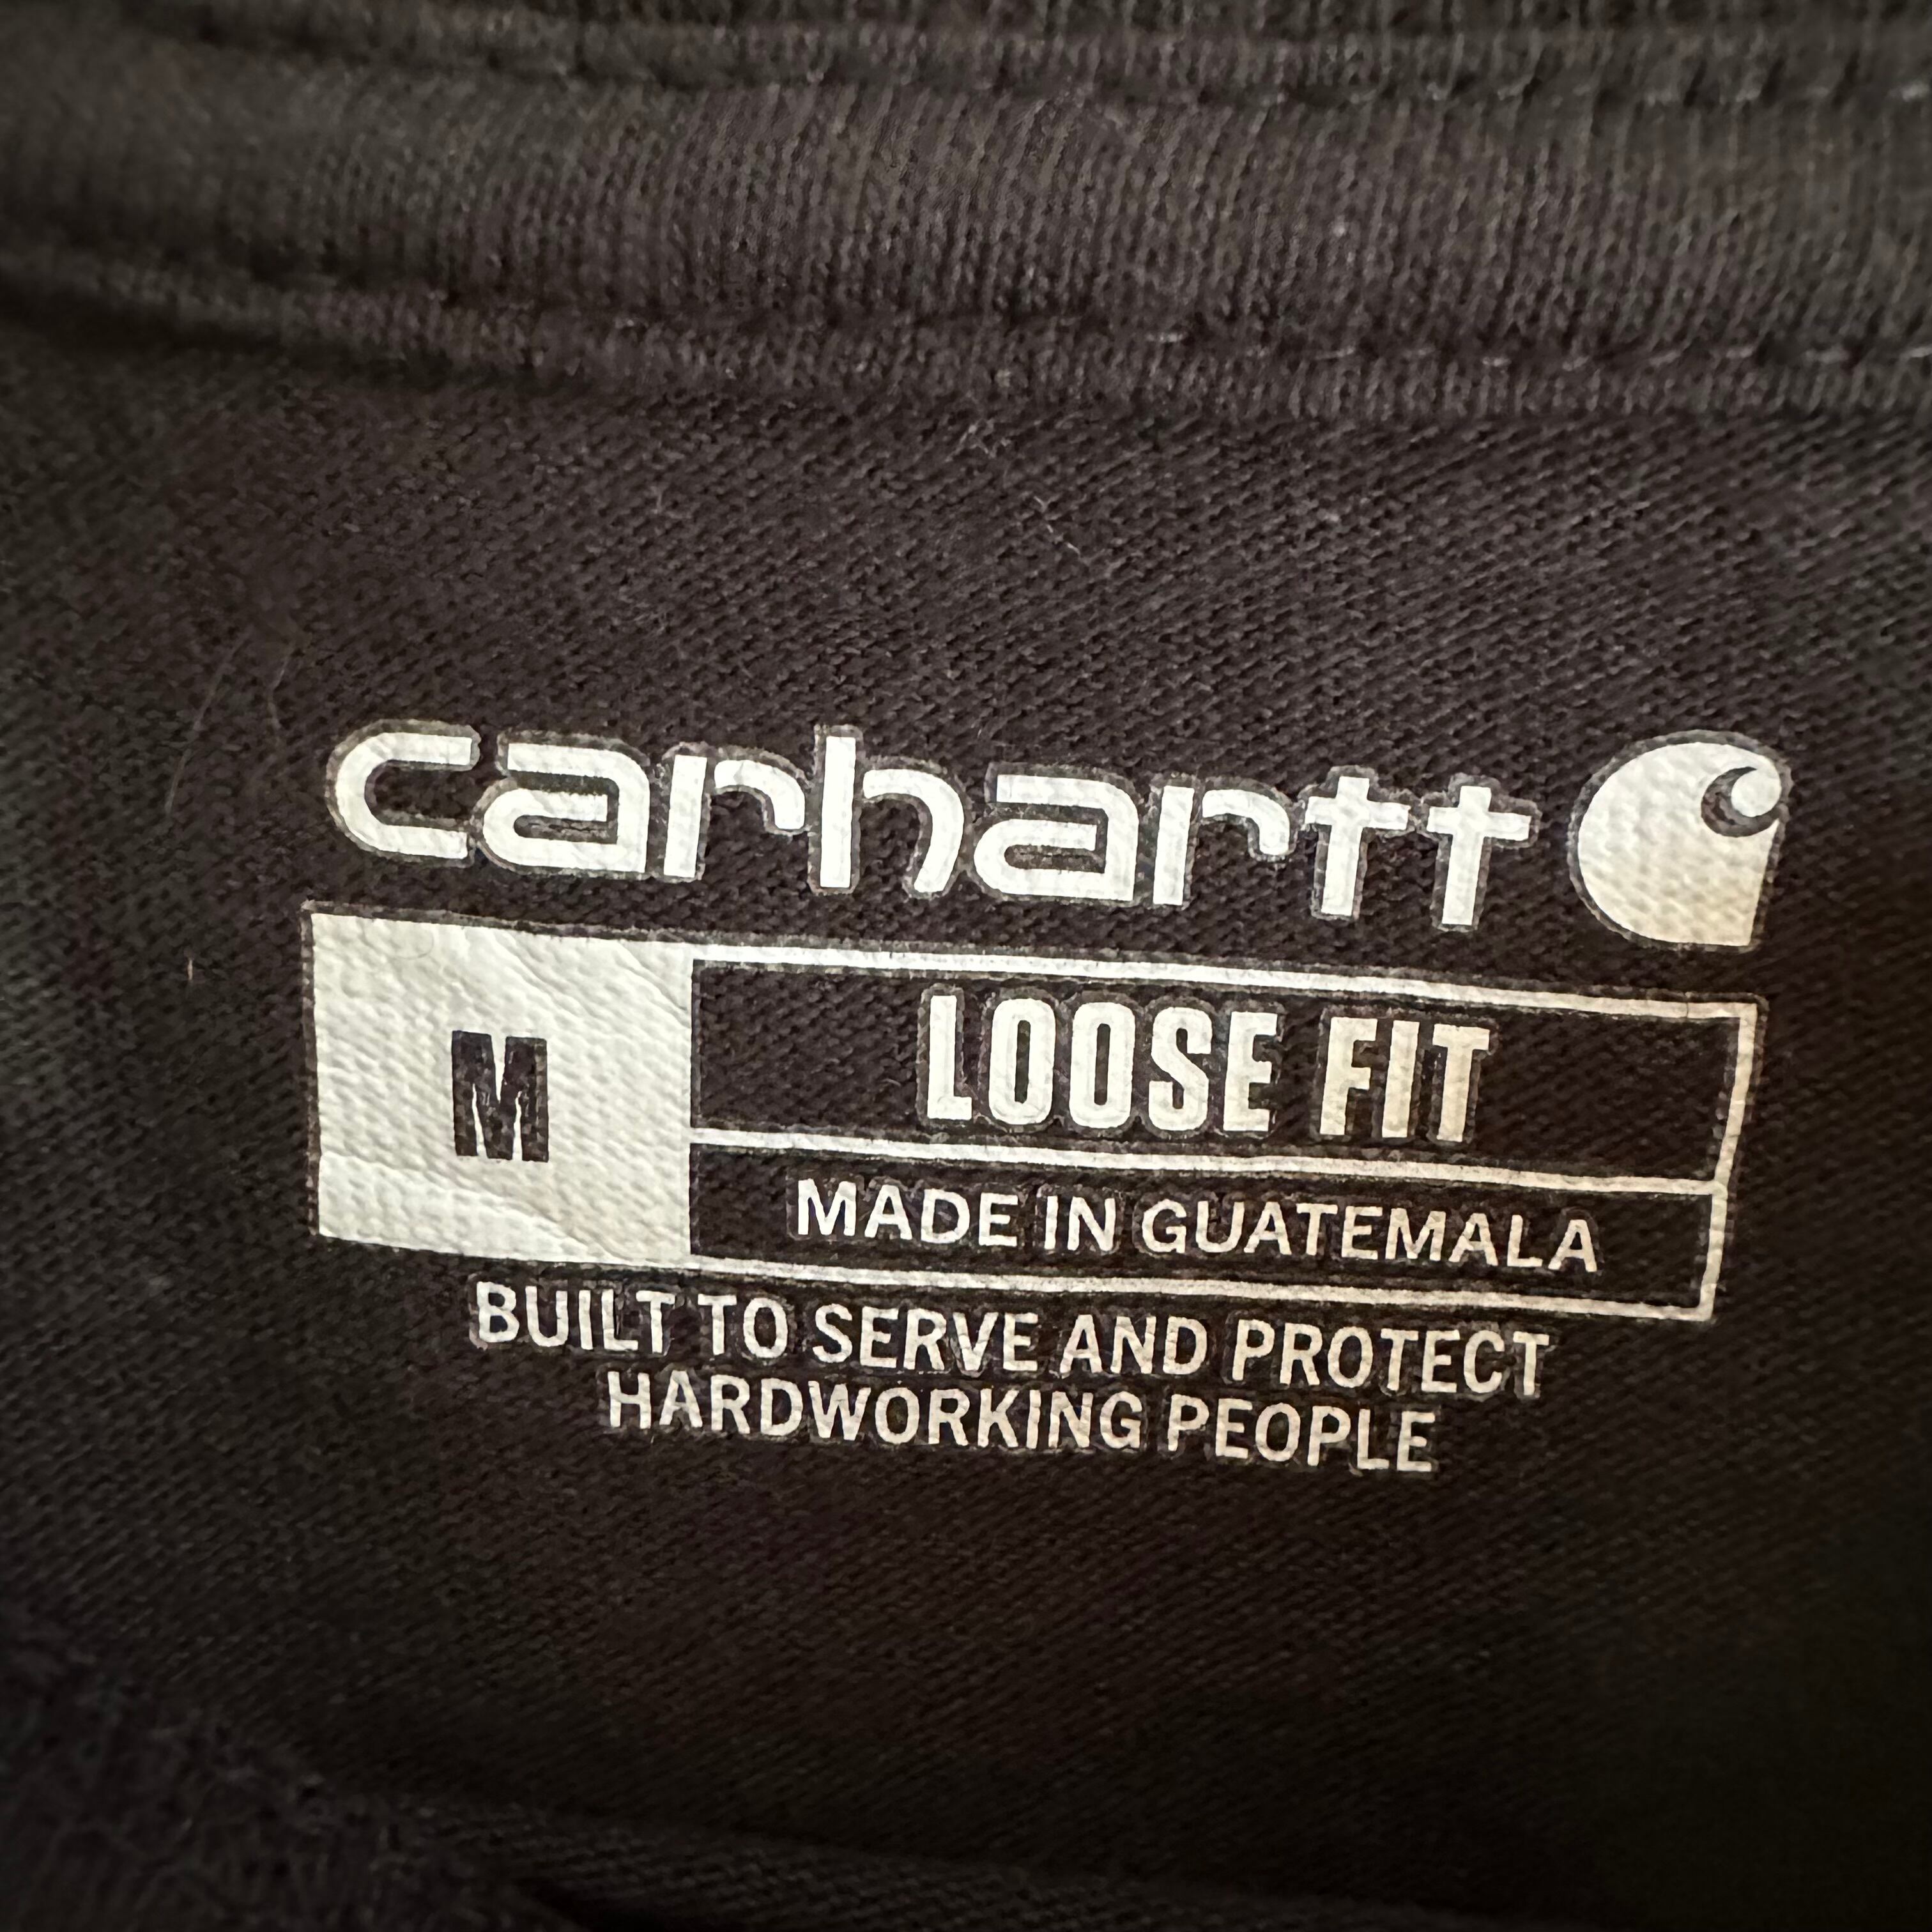 carhartt
M
LOOSE FIT
MADE IN GUATEMALA
BUILT TO SERVE AND PROTECT
HARDWORKING PEOPLE